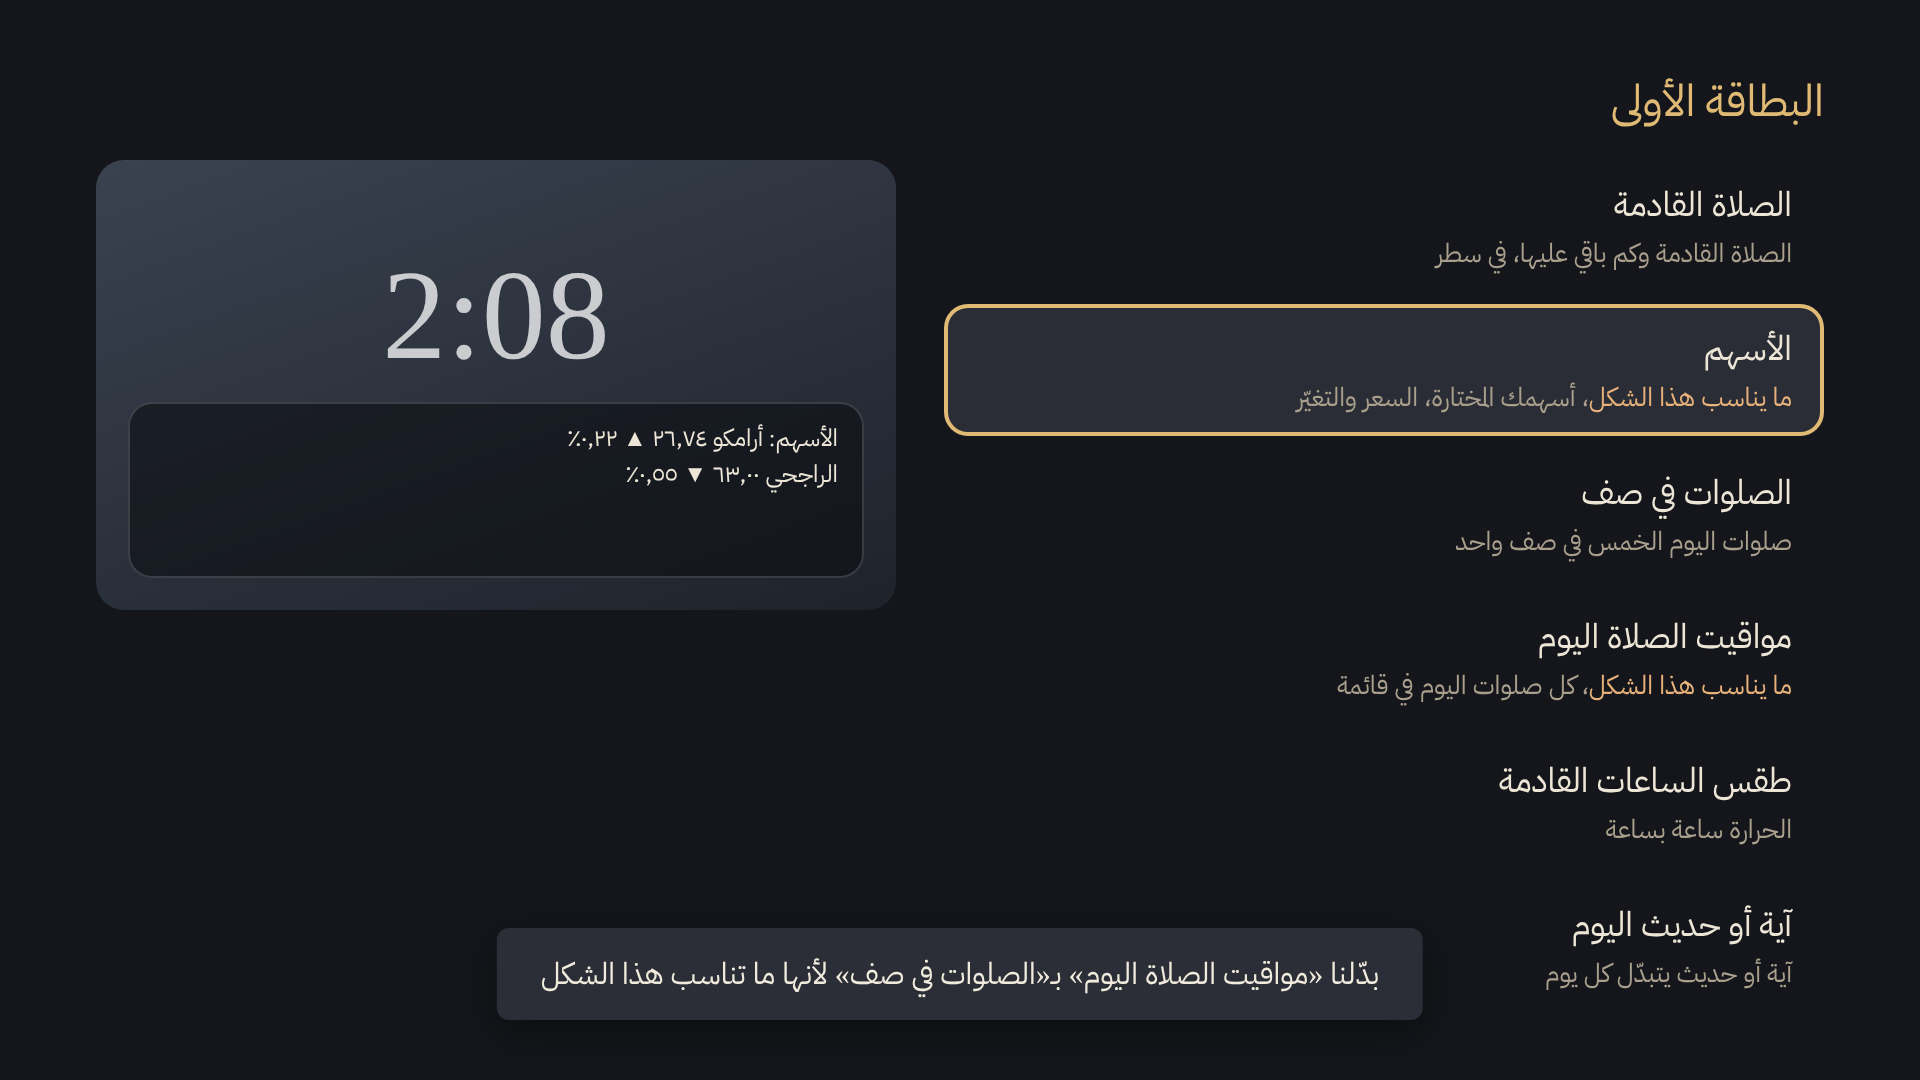 البطاقة الأولى
الصلاة القادمة
الصلاة القادمة وكم باقي عليها، في سطر
الأسهم
ما يناسب هذا الشكل، أسهمك المختارة، السعر والتغيّر
الصلوات في صف
صلوات اليوم الخمس في صف واحد
مواقيت الصلاة اليوم
ما يناسب هذا الشكل، كل صلوات اليوم في قائمة
طقس الساعات القادمة
الحرارة ساعة بساعة
آية أو حديث اليوم
آية أو حديث يتبدّل كل يوم
2:08
الأسهم: أرامكو ٢٦,٧٤ ▲ ٠,٢٢٪
الراجحي ٦٣,٠٠ ▼ ٠,٥٥٪
بدّلنا «مواقيت الصلاة اليوم» بـ«الصلوات في صف» لأنها ما تناسب هذا الشكل